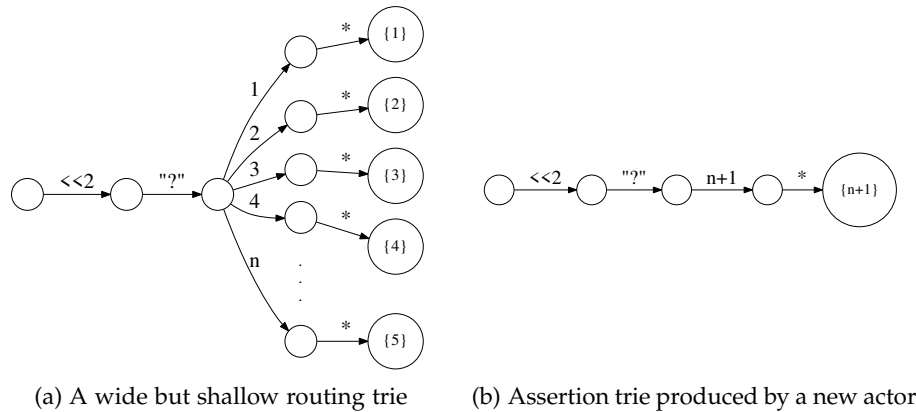 * {1}
1
* {2}
2
<<2 "?" 3 * {3}
4 * {4}
n
.
.
.
* {5}
<<2 "?" n+1 * {n+1}
(a) A wide but shallow routing trie
(b) Assertion trie produced by a new actor